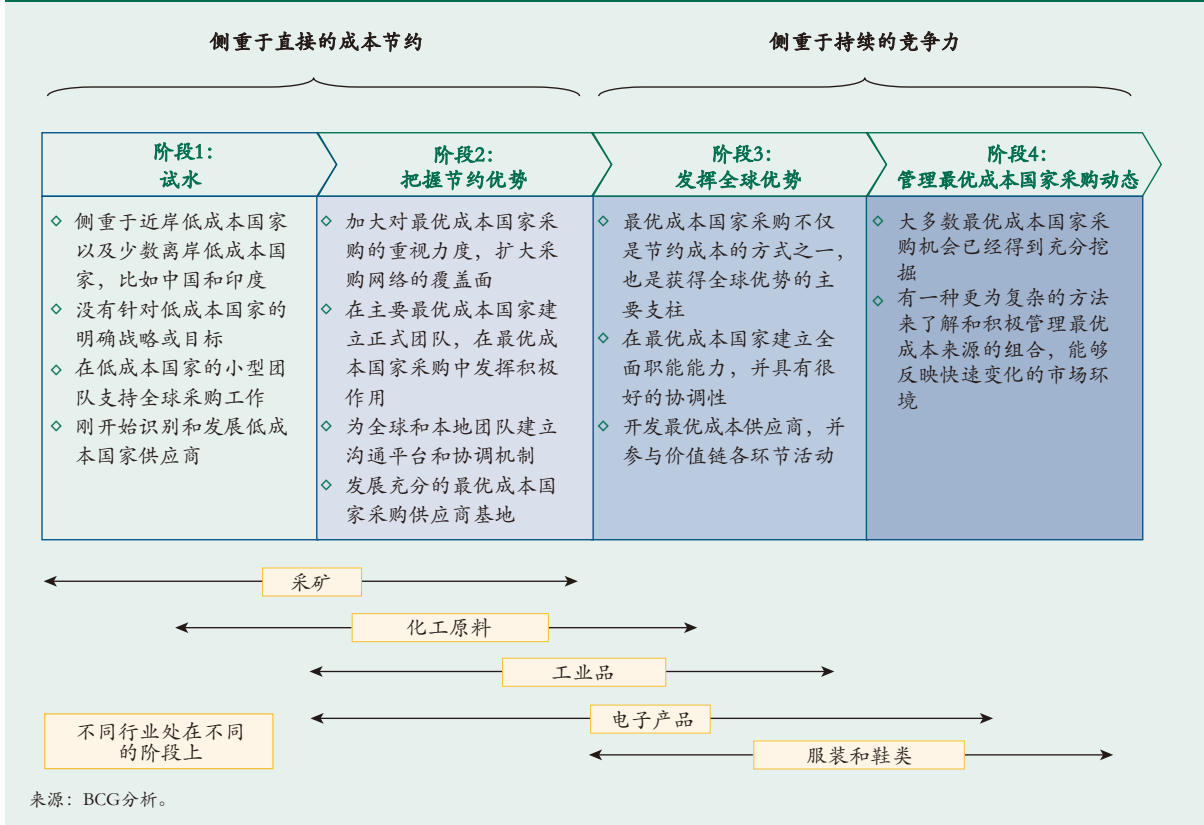 侧重于直接的成本节约
侧重于持续的竞争力
阶段1：
试水
阶段2：
把握节约优势
阶段3：
发挥全球优势
阶段4：
管理最优成本国家采购动态
◇ 侧重于近岸低成本国家
以及少数离岸低成本国
家，比如中国和印度
◇ 没有针对低成本国家的
明确战略或目标
◇ 在低成本国家的小型团
队支持全球采购工作
◇ 刚开始识别和发展低成
本国家供应商
◇ 加大对最优成本国家采
购的重视力度，扩大采
购网络的覆盖面
◇ 在主要最优成本国家建
立正式团队，在最优成
本国家采购中发挥积极
作用
◇ 为全球和本地团队建立
沟通平台和协调机制
◇ 发展充分的最优成本国
家采购供应商基地
◇ 最优成本国家采购不仅
是节约成本的方式之一，
也是获得全球优势的主
要支柱
◇ 在最优成本国家建立全
面职能能力，并具有很
好的协调性
◇ 开发最优成本供应商，并
参与价值链各环节活动
◇ 大多数最优成本国家采
购机会已经得到充分挖
掘
◇ 有一种更为复杂的方法
来了解和积极管理最优
成本来源的组合，能够
反映快速变化的市场环
境
采矿
化工原料
工业品
电子产品
服装和鞋类
不同行业处在不同
的阶段上
来源：BCG分析。